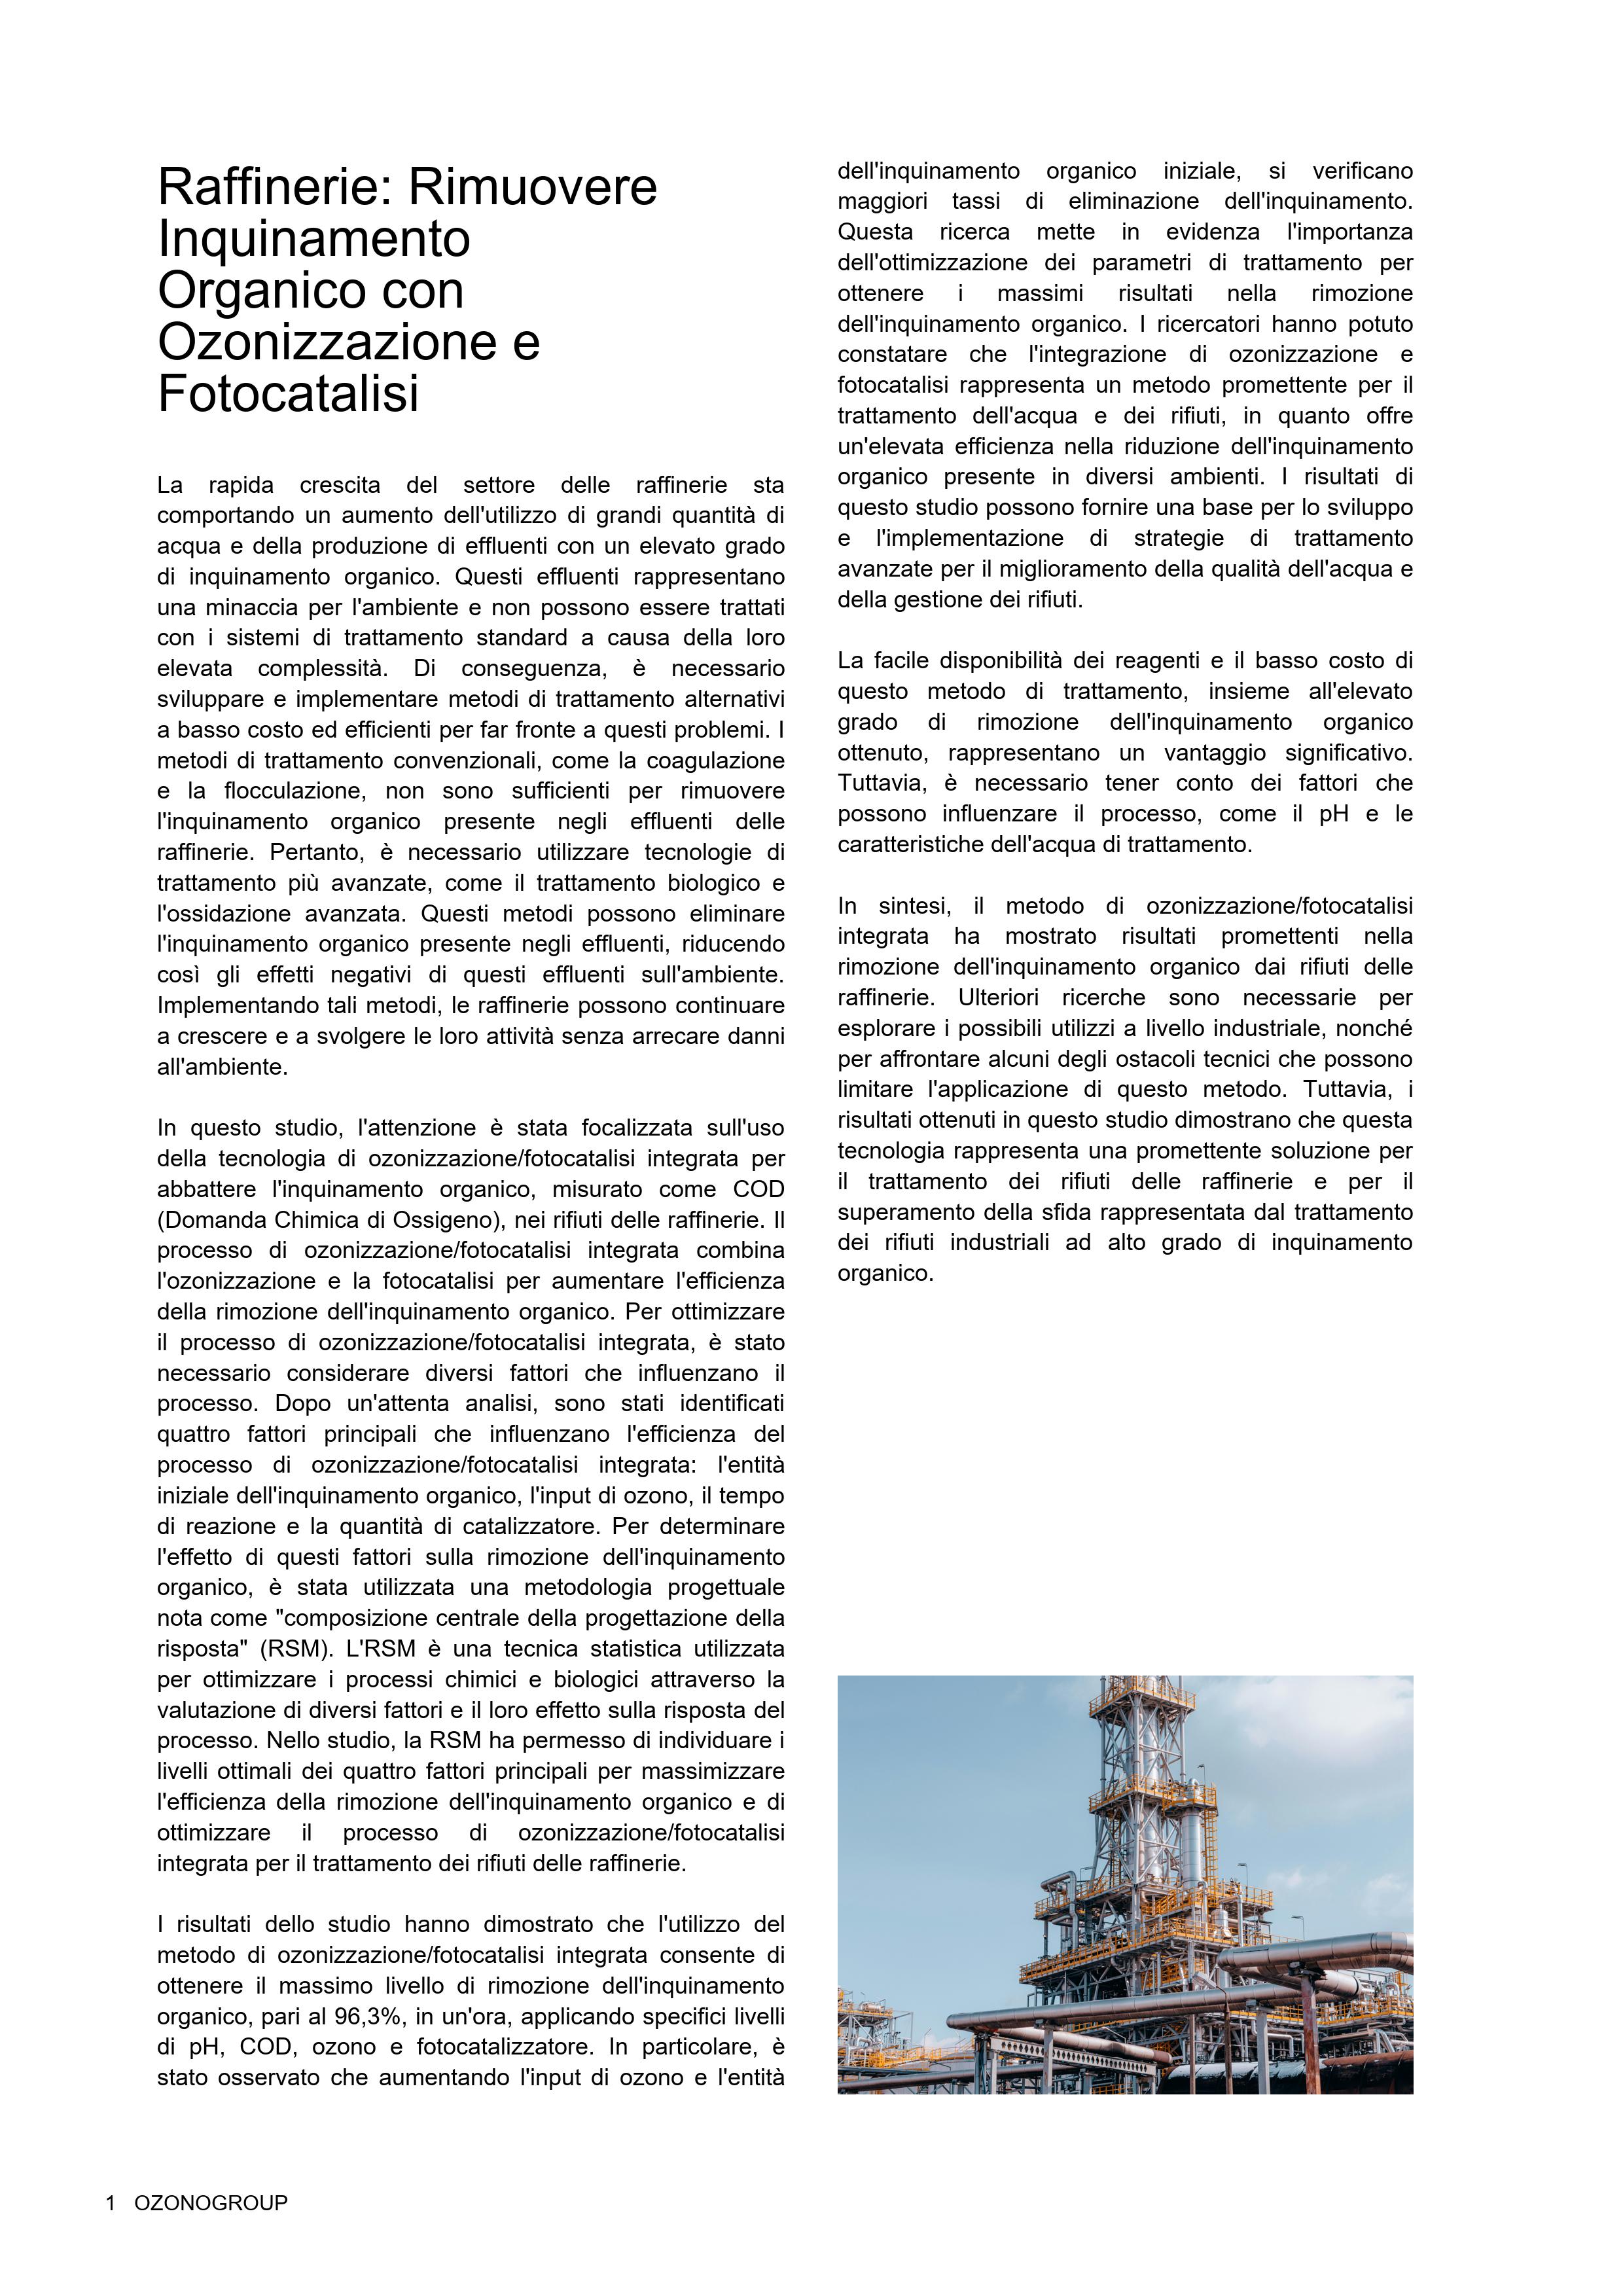 Raffinerie: Rimuovere
Inquinamento
Organico con
Ozonizzazione e
Fotocatalisi
La rapida crescita del settore delle raffinerie sta
comportando un aumento dell'utilizzo di grandi quantità di
acqua e della produzione di effluenti con un elevato grado
di inquinamento organico. Questi effluenti rappresentano
una minaccia per l'ambiente e non possono essere trattati
con i sistemi di trattamento standard a causa della loro
elevata complessità. Di conseguenza, è necessario
sviluppare e implementare metodi di trattamento alternativi
a basso costo ed efficienti per far fronte a questi problemi. I
metodi di trattamento convenzionali, come la coagulazione
e la flocculazione, non sono sufficienti per rimuovere
l'inquinamento organico presente negli effluenti delle
raffinerie. Pertanto, è necessario utilizzare tecnologie di
trattamento più avanzate, come il trattamento biologico e
l'ossidazione avanzata. Questi metodi possono eliminare
l'inquinamento organico presente negli effluenti, riducendo
così gli effetti negativi di questi effluenti sull'ambiente.
Implementando tali metodi, le raffinerie possono continuare
a crescere e a svolgere le loro attività senza arrecare danni
all'ambiente.
In questo studio, l'attenzione è stata focalizzata sull'uso
della tecnologia di ozonizzazione/fotocatalisi integrata per
abbattere l'inquinamento organico, misurato come COD
(Domanda Chimica di Ossigeno), nei rifiuti delle raffinerie. Il
processo di ozonizzazione/fotocatalisi integrata combina
l'ozonizzazione e la fotocatalisi per aumentare l'efficienza
della rimozione dell'inquinamento organico. Per ottimizzare
il processo di ozonizzazione/fotocatalisi integrata, è stato
necessario considerare diversi fattori che influenzano il
processo. Dopo un'attenta analisi, sono stati identificati
quattro fattori principali che influenzano l'efficienza del
processo di ozonizzazione/fotocatalisi integrata: l'entità
iniziale dell'inquinamento organico, l'input di ozono, il tempo
di reazione e la quantità di catalizzatore. Per determinare
l'effetto di questi fattori sulla rimozione dell'inquinamento
organico, è stata utilizzata una metodologia progettuale
nota come "composizione centrale della progettazione della
risposta" (RSM). L'RSM è una tecnica statistica utilizzata
per ottimizzare i processi chimici e biologici attraverso la
valutazione di diversi fattori e il loro effetto sulla risposta del
processo. Nello studio, la RSM ha permesso di individuare i
livelli ottimali dei quattro fattori principali per massimizzare
l'efficienza della rimozione dell'inquinamento organico e di
ottimizzare il processo di ozonizzazione/fotocatalisi
integrata per il trattamento dei rifiuti delle raffinerie.
I risultati dello studio hanno dimostrato che l'utilizzo del
metodo di ozonizzazione/fotocatalisi integrata consente di
ottenere il massimo livello di rimozione dell'inquinamento
organico, pari al 96,3%, in un'ora, applicando specifici livelli
di pH, COD, ozono e fotocatalizzatore. In particolare, è
stato osservato che aumentando l'input di ozono e l'entità
dell'inquinamento organico iniziale, si verificano
maggiori tassi di eliminazione dell'inquinamento.
Questa ricerca mette in evidenza l'importanza
dell'ottimizzazione dei parametri di trattamento per
ottenere i massimi risultati nella rimozione
dell'inquinamento organico. I ricercatori hanno potuto
constatare che l'integrazione di ozonizzazione e
fotocatalisi rappresenta un metodo promettente per il
trattamento dell'acqua e dei rifiuti, in quanto offre
un'elevata efficienza nella riduzione dell'inquinamento
organico presente in diversi ambienti. I risultati di
questo studio possono fornire una base per lo sviluppo
e l'implementazione di strategie di trattamento
avanzate per il miglioramento della qualità dell'acqua e
della gestione dei rifiuti.
La facile disponibilità dei reagenti e il basso costo di
questo metodo di trattamento, insieme all'elevato
grado di rimozione dell'inquinamento organico
ottenuto, rappresentano un vantaggio significativo.
Tuttavia, è necessario tener conto dei fattori che
possono influenzare il processo, come il pH e le
caratteristiche dell'acqua di trattamento.
In sintesi, il metodo di ozonizzazione/fotocatalisi
integrata ha mostrato risultati promettenti nella
rimozione dell'inquinamento organico dai rifiuti delle
raffinerie. Ulteriori ricerche sono necessarie per
esplorare i possibili utilizzi a livello industriale, nonché
per affrontare alcuni degli ostacoli tecnici che possono
limitare l'applicazione di questo metodo. Tuttavia, i
risultati ottenuti in questo studio dimostrano che questa
tecnologia rappresenta una promettente soluzione per
il trattamento dei rifiuti delle raffinerie e per il
superamento della sfida rappresentata dal trattamento
dei rifiuti industriali ad alto grado di inquinamento
organico.
1 OZONOGROUP